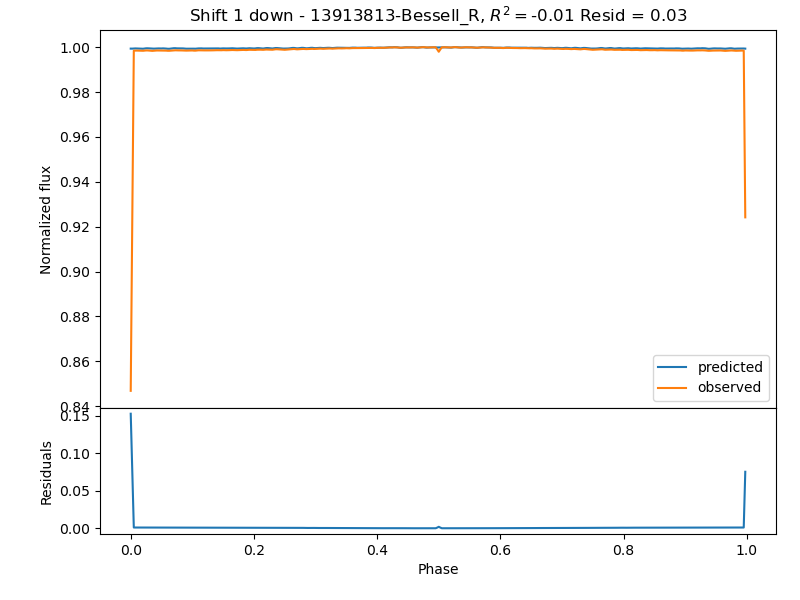 Shift 1 down - 13913813-Bessell_R, $R^2$ = -0.01 Resid = 0.03
Normalized flux
1.00
0.98
0.96
0.94
0.92
0.90
0.88
0.86
0.84
predicted
observed
Residuals
0.15
0.10
0.05
0.00
0.0 0.2 0.4 0.6 0.8 1.0
Phase